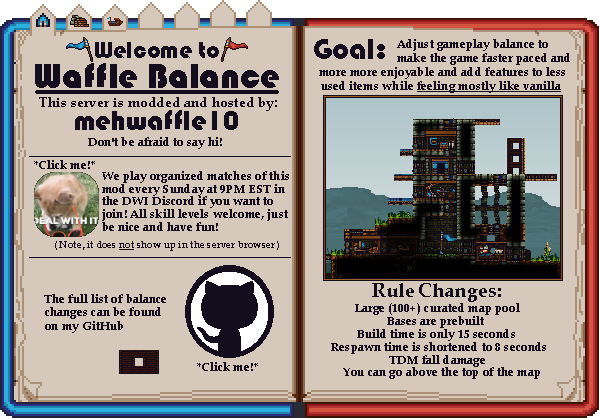 Welcome to
Waffle Balance
This server is modded and hosted by:
mehwaffle10
Don't be afraid to say hi!
*Click me!*
DEAL WITH IT
We play organized matches of this
mod every Sunday at 9PM EST in
the DWI Discord if you want to
join! All skill levels welcome, just
be nice and have fun!
(Note, it does not show up in the server browser)
The full list of balance
changes can be found
on my GitHub
*Click me!*
Goal:
Adjust gameplay balance to
make the game faster paced and
more more enjoyable and add features to less
used items while feeling mostly like vanilla
Rule Changes:
Large (100+) curated map pool
Bases are prebuilt
Build time is only 15 seconds
Respawn time is shortened to 8 seconds
TDM fall damage
You can go above the top of the map